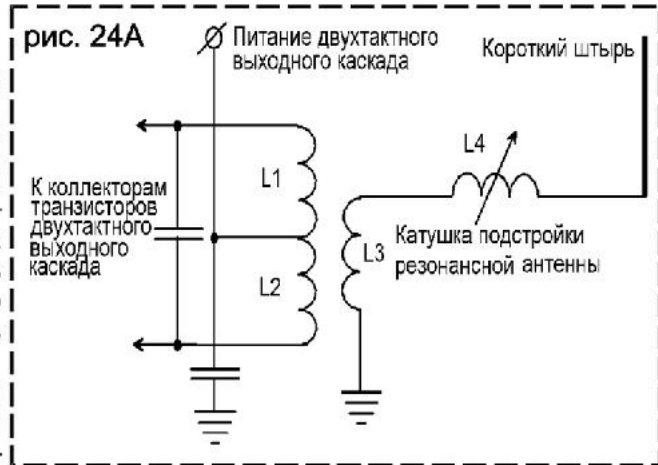 рис. 24А
Питание двухтактного
выходного каскада
Короткий штырь
L4
L1
К коллекторам
транзисторов
двухтактного
выходного
каскада
L3
Катушка подстройки
резонансной антенны
L2